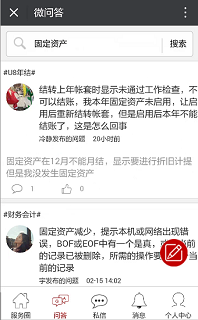 微问答
固定资产
搜索
#U8年结#
结转上年帐套时显示未通过工作检查，不
可以结账，我本年固定资产未启用，让启
用后重新结转帐套，但是启用后本年不能
结账了，这是怎么回事
冷静发布的问题 20小时前
固定资产在12月不能月结，显示要进行折旧计提
但是我没发生固定资产
1
#财务会计#
固定资产减少，提示本机或网络出现错
误，BOF或EOF中有一个是真，或
的记录已被删除，所需的操作要
当前的记录
宇发布的问题 02-15 14:02
服务圈
问答
私信
消息
个人中心